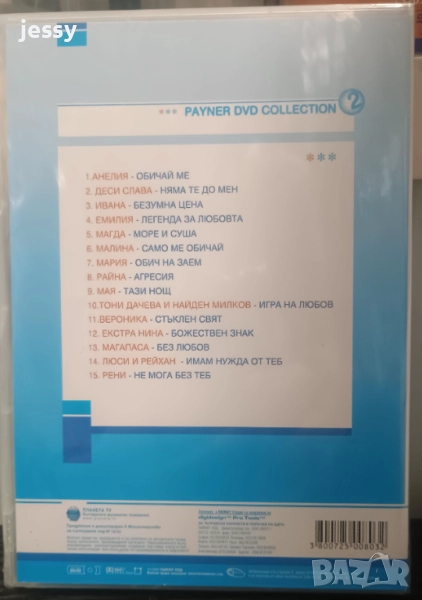 jessy
PAYNER DVD COLLECTION 2
1.АНЕЛИЯ - ОБИЧАЙ МЕ
2. ДЕСИ СЛАВА - НЯМА ТЕ ДО МЕН
3. ИВАНА - БЕЗУМНА ЦЕНА
4. ЕМИЛИЯ - ЛЕГЕНДА ЗА ЛЮБОВТА
5. МАГДА - МОРЕ И СУША
6. МАЛИНА - САМО МЕ ОБИЧАЙ
7. МАРИЯ - ОБИЧ НА ЗАЕМ
8. РАЙНА - АГРЕСИЯ
9. МАЯ - ТАЗИ НОЩ
10.ТОНИ ДАЧЕВА И НАЙДЕН МИЛКОВ - ИГРА НА ЛЮБОВ
11. ВЕРОНИКА - СТЪКЛЕН СВЯТ
12. ЕКСТРА НИНА - БОЖЕСТВЕН ЗНАК
13. МАГАПАСА - БЕЗ ЛЮБОВ
14. ЛЮСИ И РЕЙХАН - ИМАМ НУЖДА ОТ ТЕБ
15. РЕНИ - НЕ МОГА БЕЗ ТЕБ
ПЛАНЕТА TV
3800725008032
BAZAR